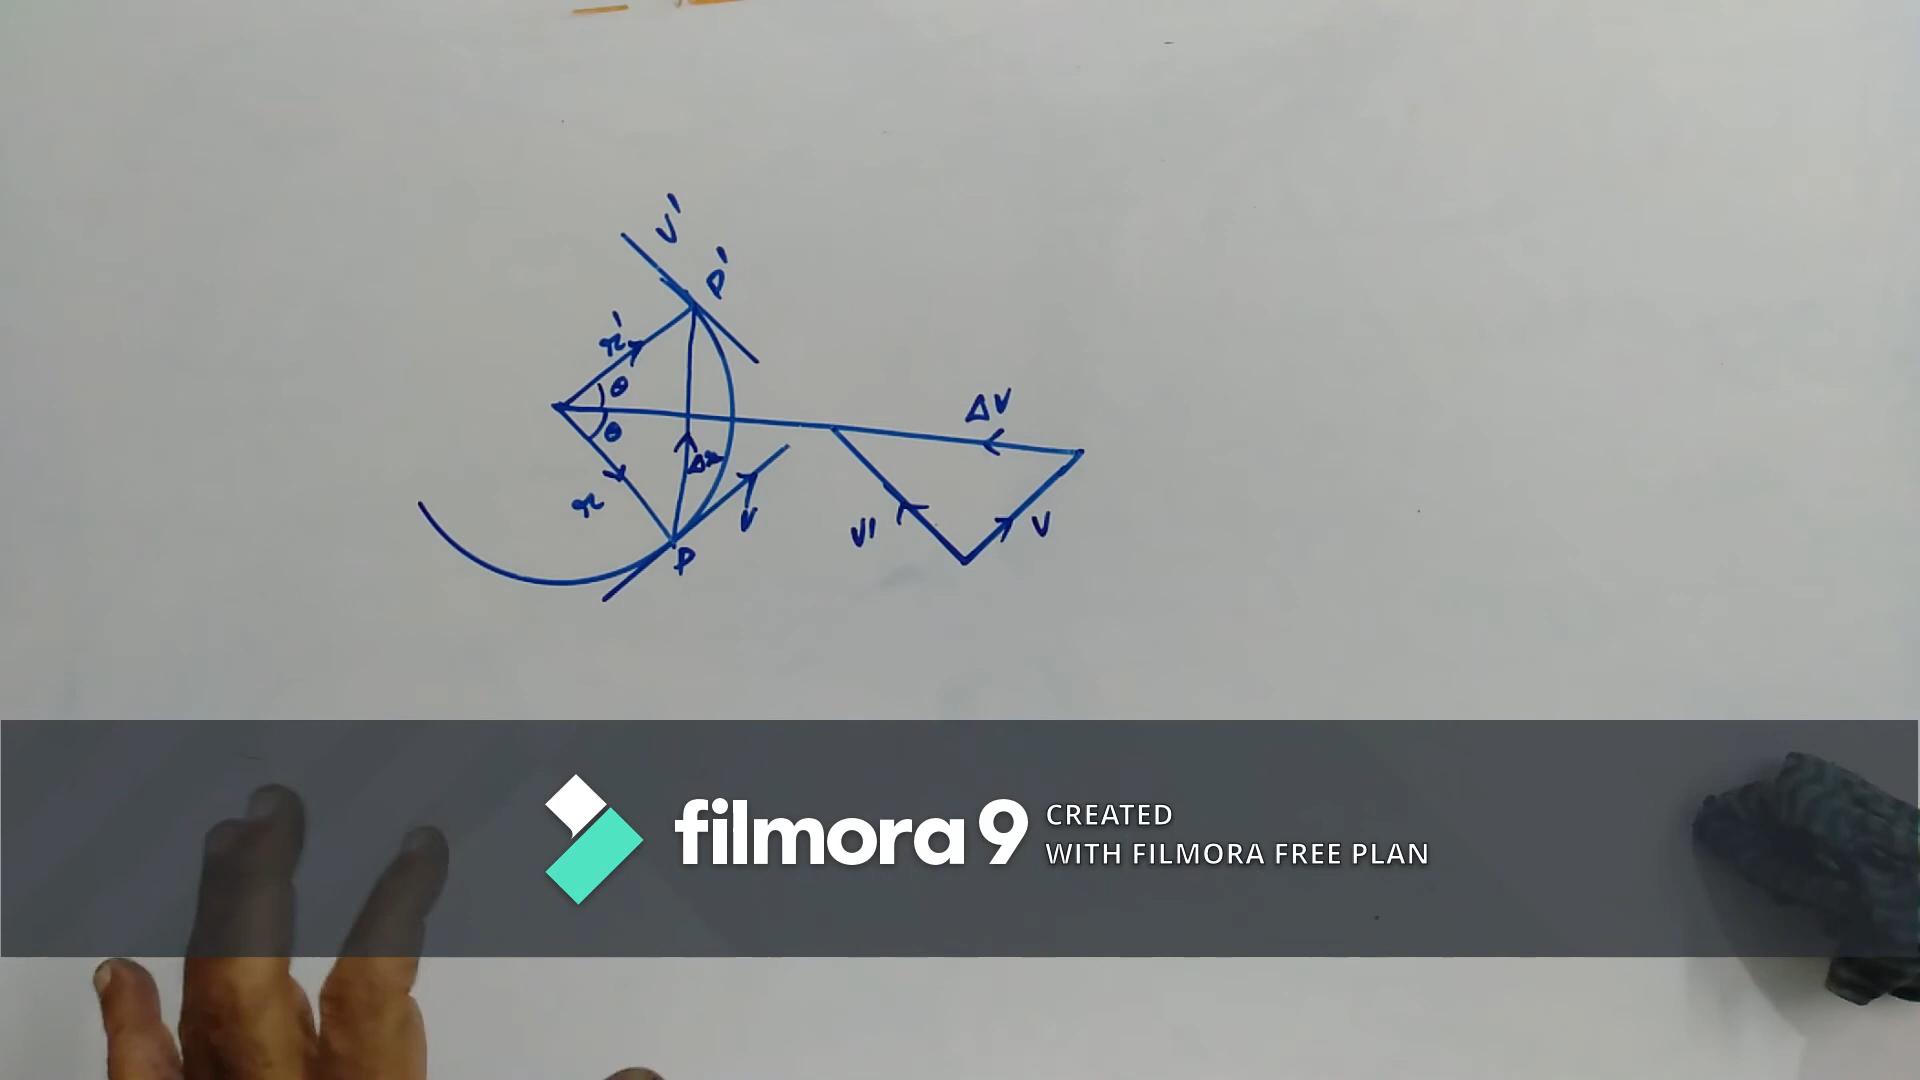 V'
P'
r'
θ
θ
Δr
r
V
P
ΔV
V'
V
filmora 9
CREATED
WITH FILMORA FREE PLAN